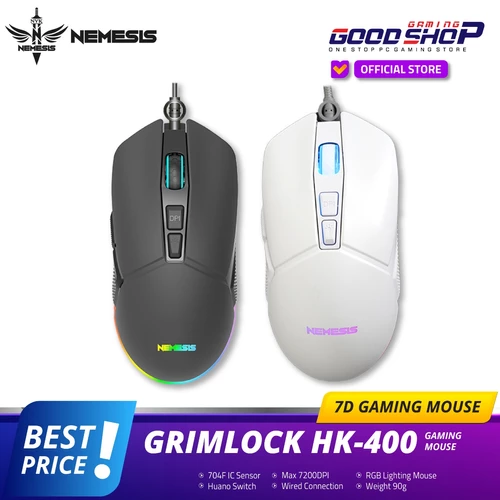 NYK
NEMESIS
NEMESIS
GAMING
GOODSHOP
ONE STOP PC GAMING STORE
OFFICIAL STORE
DPI
DPI
NEMESIS
NEMESIS
7D GAMING MOUSE
BEST
PRICE!
GRIMLOCK HK-400
GAMING
MOUSE
• 704F IC Sensor
• Max 7200DPI
• RGB Lighting Mouse
• Huano Switch
• Wired Connection
• Weight 90g